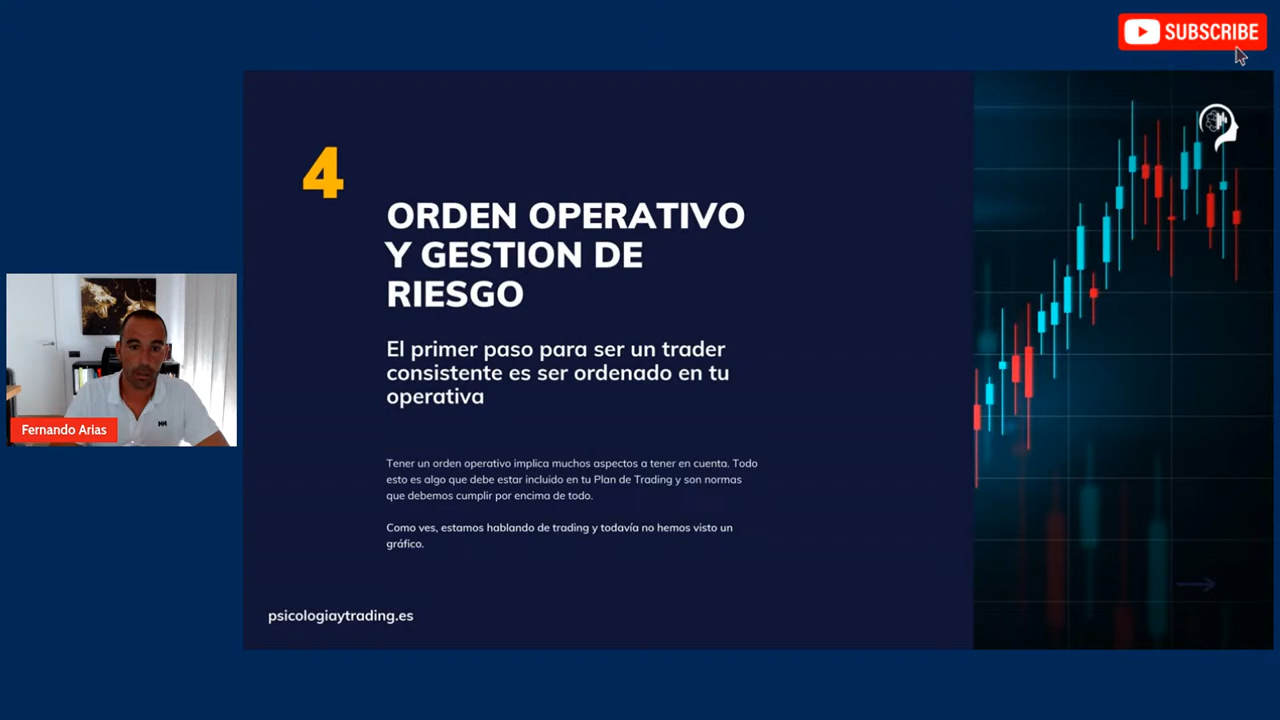 SUBSCRIBE
4
ORDEN OPERATIVO
Y GESTION DE
RIESGO
El primer paso para ser un trader
consistente es ser ordenado en tu
operativa
Fernando Arias
Tener un orden operativo implica muchos aspectos a tener en cuenta. Todo
esto es algo que debe estar incluido en tu Plan de Trading y son normas
que debemos cumplir por encima de todo.
Como ves, estamos hablando de trading y todavía no hemos visto un
gráfico.
psicologiaytrading.es